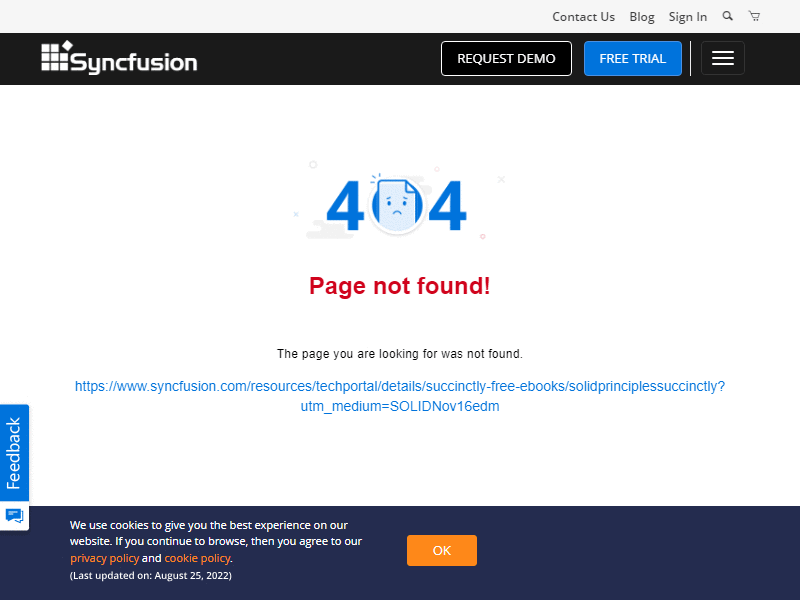 Contact Us Blog Sign In
Syncfusion REQUEST DEMO FREE TRIAL
404
Page not found!
The page you are looking for was not found.
https://www.syncfusion.com/resources/techportal/details/succinctly-free-ebooks/solidprinciplessuccinctly?
utm_medium=SOLIDNov16edm
Feedback
We use cookies to give you the best experience on our
website. If you continue to browse, then you agree to our
privacy policy and cookie policy.
(Last updated on: August 25, 2022)
OK